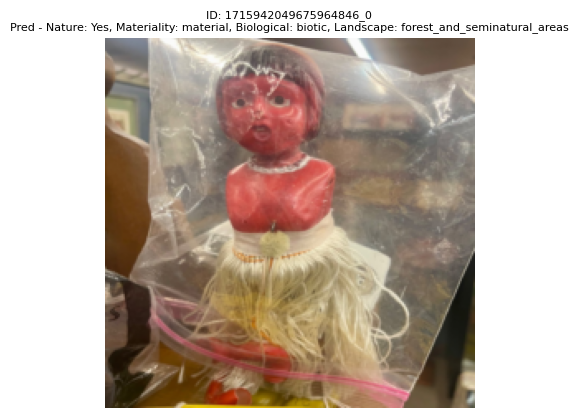 ID: 1715942049675964846_0
Pred - Nature: Yes, Materiality: material, Biological: biotic, Landscape: forest_and_seminatural_areas